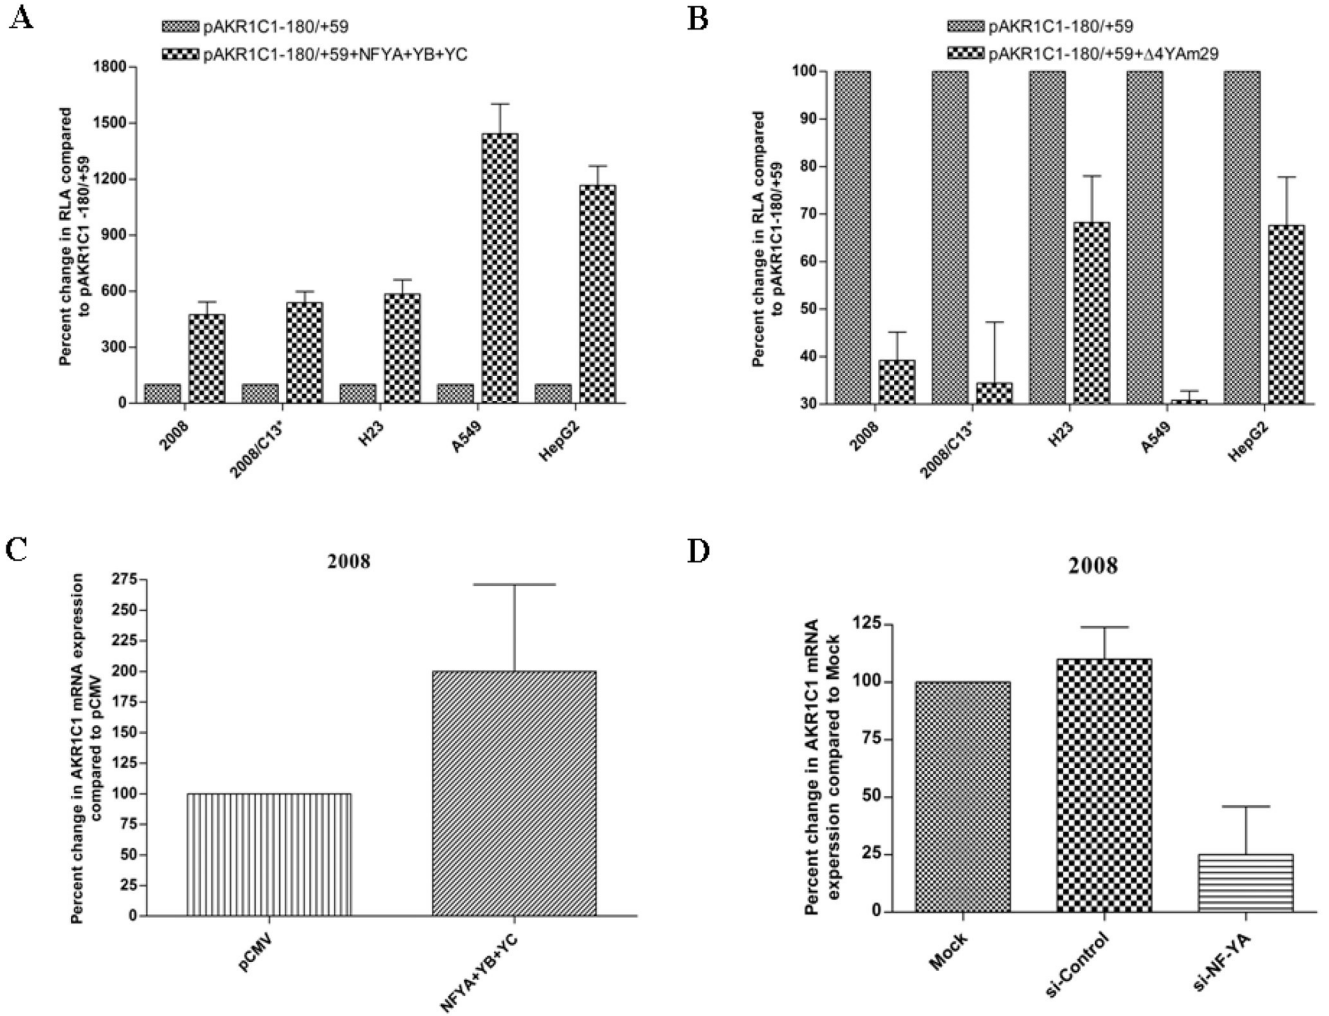 A
pAKR1C1-180/+59
pAKR1C1-180/+59+NFYA+YB+YC
Percent change in RLA compared
to pAKR1C1 -180/+59
1800
1500
1200
900
600
300
0
2008
2008/C13*
H23
A549
HepG2
B
pAKR1C1-180/+59
pAKR1C1-180/+59+Δ4YAm29
Percent change in RLA compared
to pAKR1C1-180/+59
100
90
80
70
60
50
40
30
2008
2008/C13*
H23
A549
HepG2
C
2008
Percent change in AKR1C1 mRNA expression
compared to pCMV
275
250
225
200
175
150
125
100
75
50
25
0
pCMV
NFYA+YB+YC
D
2008
Percent change in AKR1C1 mRNA
experssion compared to Mock
125
100
75
50
25
0
Mock
si-Control
si-NF-YA